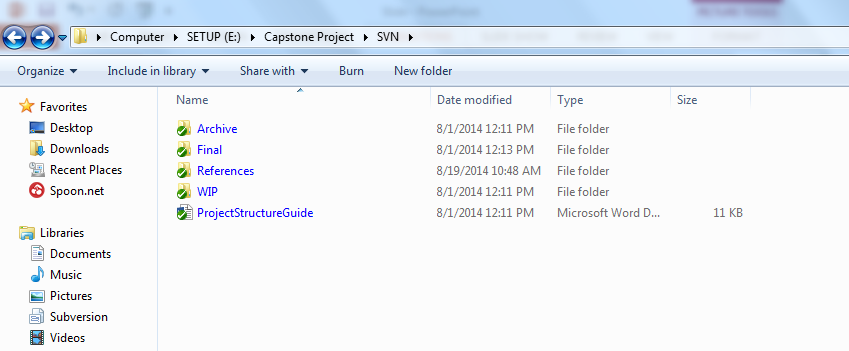 Computer ▸ SETUP (E:) ▸ Capstone Project ▸ SVN ▸
Organize Include in library Share with Burn New folder
Name Date modified Type Size
Favorites
Desktop
Downloads
Recent Places
Spoon.net
Libraries
Documents
Music
Pictures
Subversion
Videos
Archive 8/1/2014 12:11 PM File folder
Final 8/1/2014 12:13 PM File folder
References 8/19/2014 10:48 AM File folder
WIP 8/1/2014 12:11 PM File folder
ProjectStructureGuide 8/1/2014 12:11 PM Microsoft Word D... 11 KB